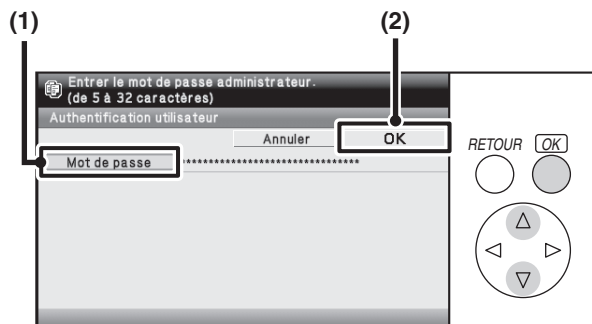 (1)
(2)
Entrer le mot de passe administrateur.
(de 5 à 32 caractères)
Authentification utilisateur
Annuler
OK
Mot de passe ********************************
RETOUR
OK